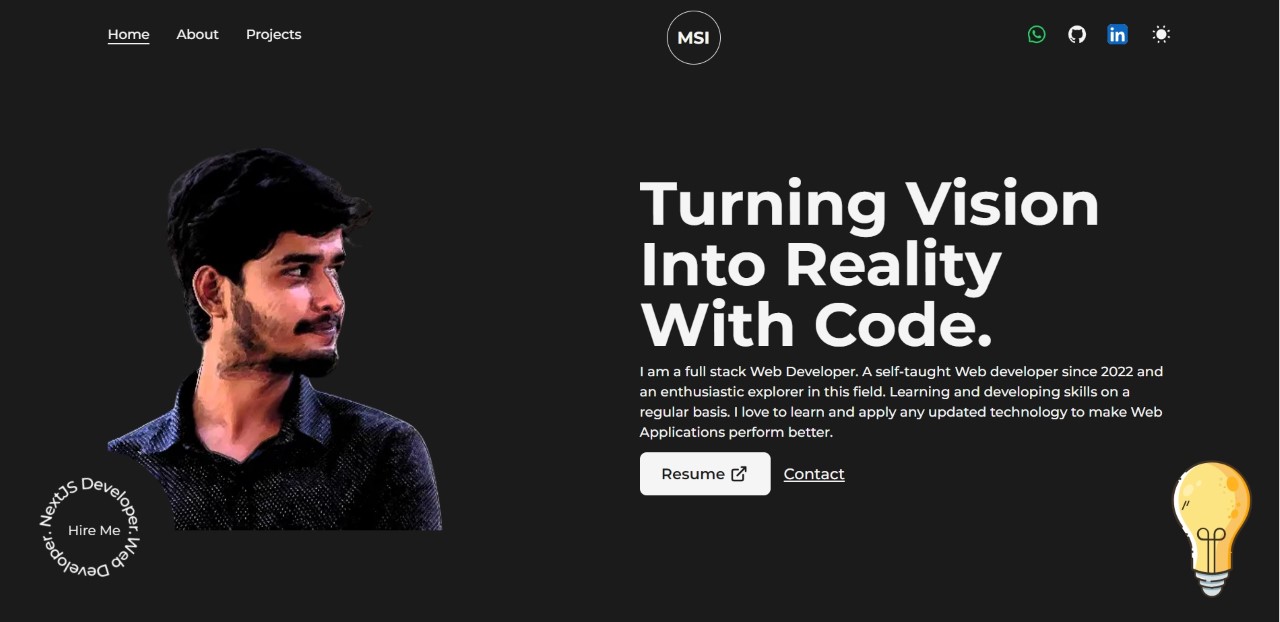 Home About Projects
MSI
in
Turning Vision
Into Reality
With Code.
I am a full stack Web Developer. A self-taught Web developer since 2022 and
an enthusiastic explorer in this field. Learning and developing skills on a
regular basis. I love to learn and apply any updated technology to make Web
Applications perform better.
Resume Contact
NextJS Developer. Web Developer.
Hire Me